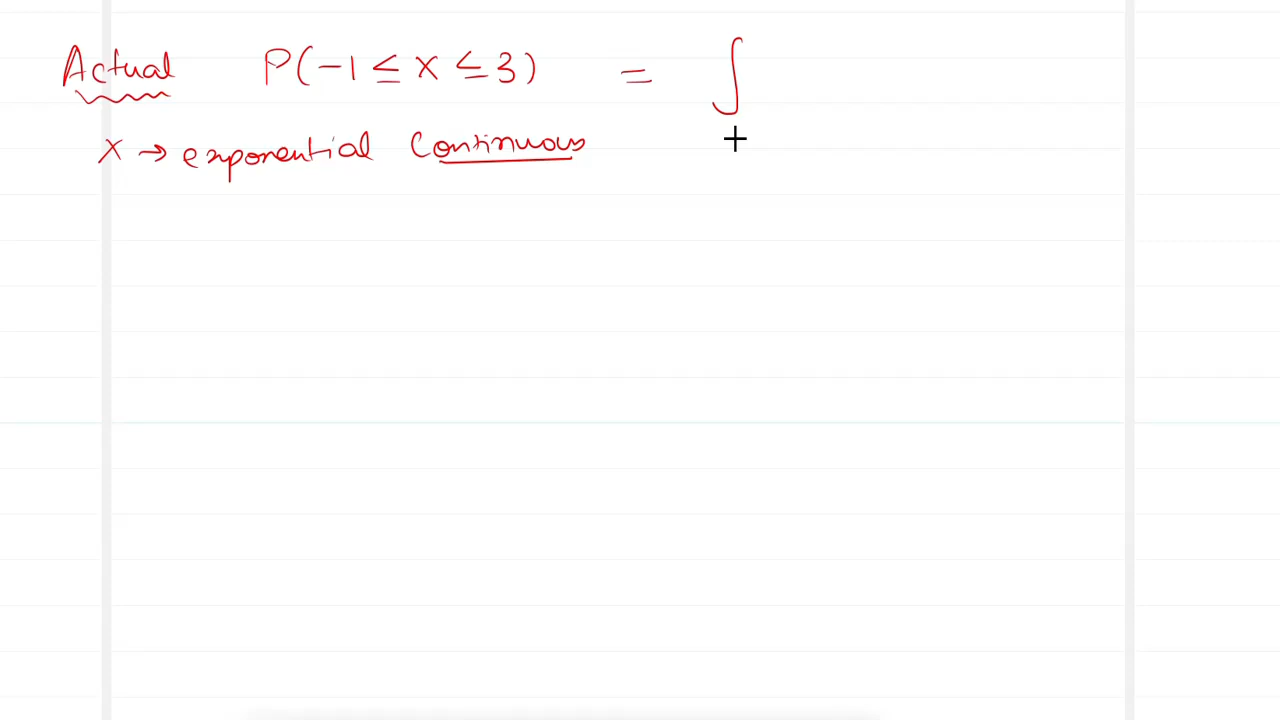 Actual P(-1 ≤ X ≤ 3) = ∫
X → exponential Continuous